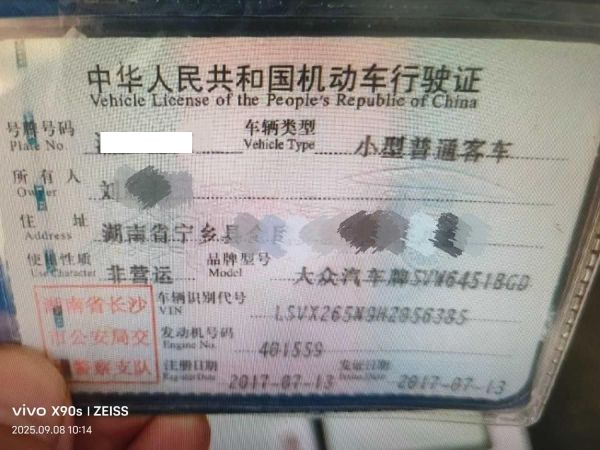 中华人民共和国机动车行驶证
Vehicle License of the People's Republic of China
号牌号码 车辆类型 小型普通客车
Plate No. Vehicle Type
所有人
Owner
住址 湖南省宁乡县
Address
使用性质 非营运 品牌型号 大众汽车牌SVW6451BGD
Use Character Model
湖南省长沙 车辆识别代号 LSVX265N9H2056385
VIN
市公安局交 发动机号码 401559
Engine No.
警察支队 注册日期 2017-07-13 发证日期 2017-07-13
Register Date Issue Date
vivo X90s | ZEISS
2025.09.08 10:14